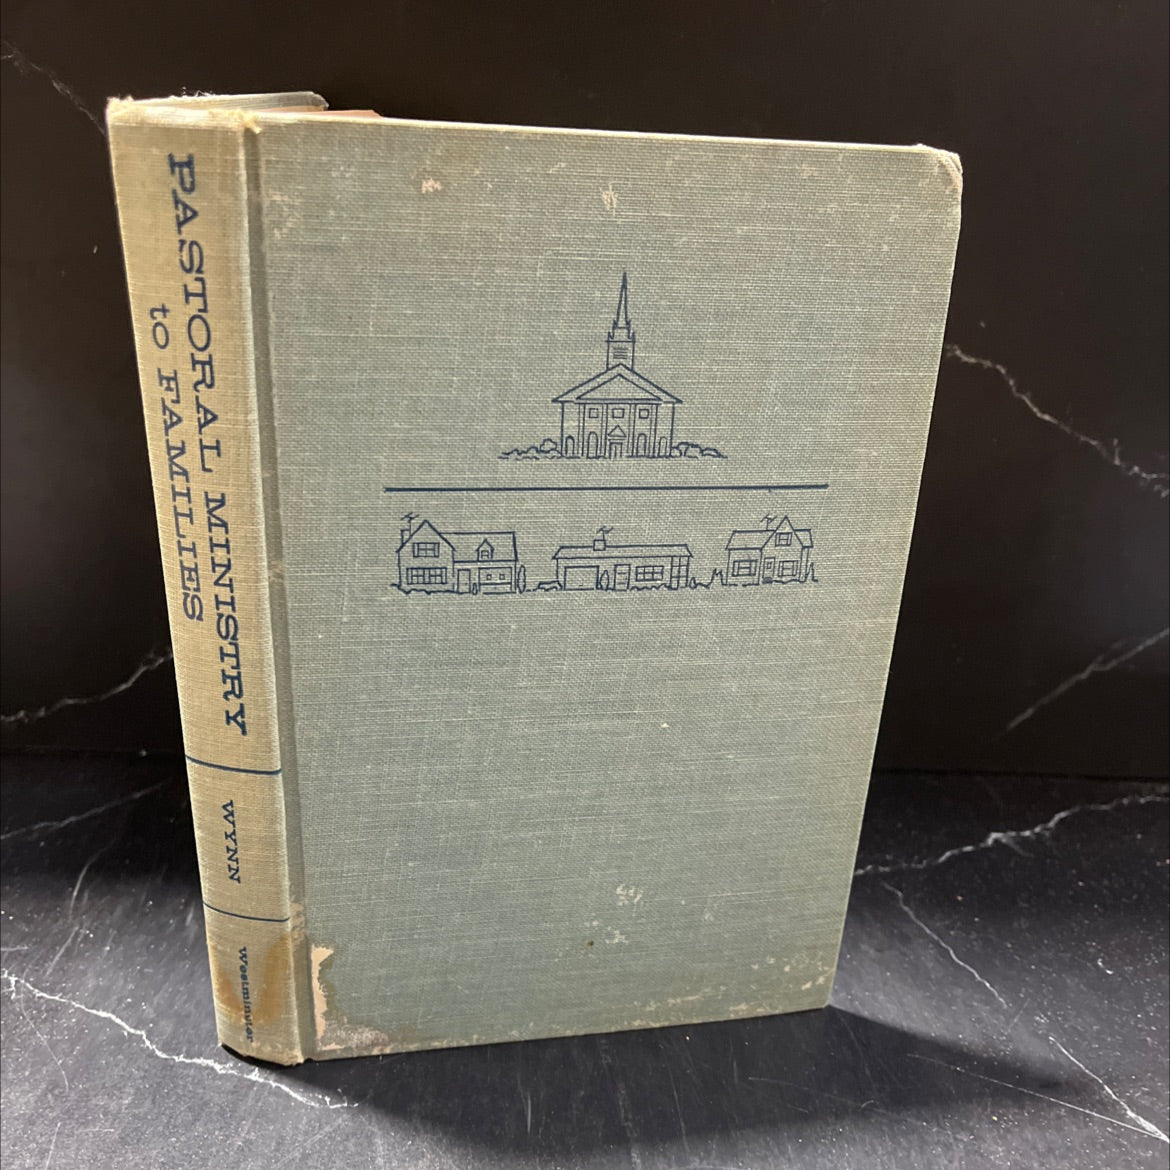 PASTORAL MINISTRY
to FAMILIES
WYNN
Westminster